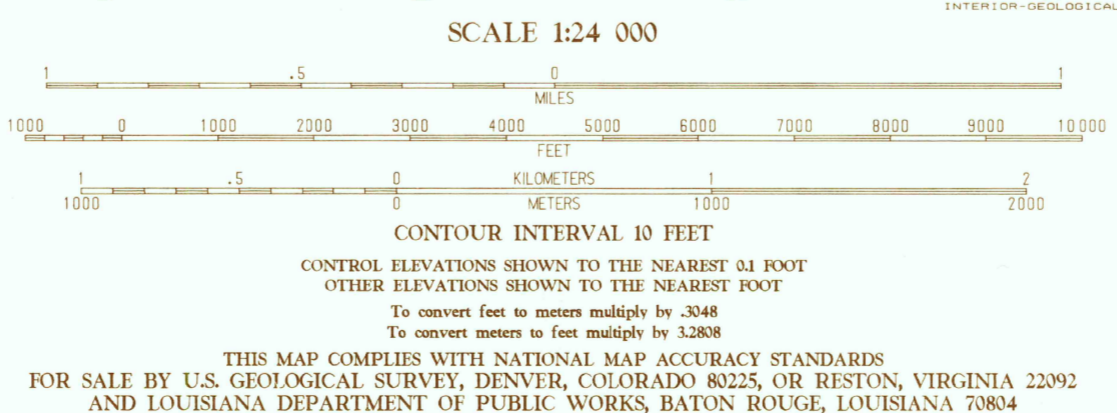 INTERIOR-GEOLOGICAL
SCALE 1:24 000
1 .5 0 1
MILES
1000 0 1000 2000 3000 4000 5000 6000 7000 8000 9000 10 000
FEET
1 .5 0 KILOMETERS 1 2
1000 0 METERS 1000 2000
CONTOUR INTERVAL 10 FEET
CONTROL ELEVATIONS SHOWN TO THE NEAREST 0.1 FOOT
OTHER ELEVATIONS SHOWN TO THE NEAREST FOOT
To convert feet to meters multiply by .3048
To convert meters to feet multiply by 3.2808
THIS MAP COMPLIES WITH NATIONAL MAP ACCURACY STANDARDS
FOR SALE BY U.S. GEOLOGICAL SURVEY, DENVER, COLORADO 80225, OR RESTON, VIRGINIA 22092
AND LOUISIANA DEPARTMENT OF PUBLIC WORKS, BATON ROUGE, LOUISIANA 70804